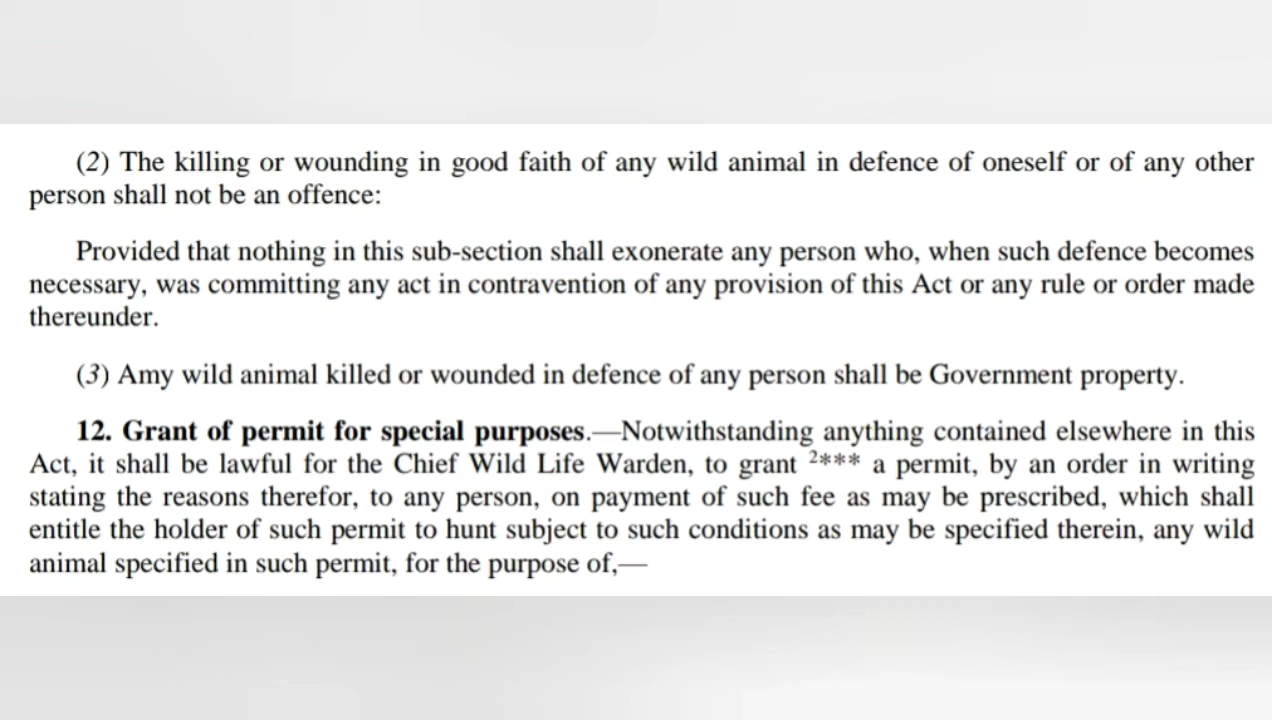 (2) The killing or wounding in good faith of any wild animal in defence of oneself or of any other
person shall not be an offence:
Provided that nothing in this sub-section shall exonerate any person who, when such defence becomes
necessary, was committing any act in contravention of any provision of this Act or any rule or order made
thereunder.
(3) Amy wild animal killed or wounded in defence of any person shall be Government property.
12. Grant of permit for special purposes.—Notwithstanding anything contained elsewhere in this
Act, it shall be lawful for the Chief Wild Life Warden, to grant 2*** a permit, by an order in writing
stating the reasons therefor, to any person, on payment of such fee as may be prescribed, which shall
entitle the holder of such permit to hunt subject to such conditions as may be specified therein, any wild
animal specified in such permit, for the purpose of,—